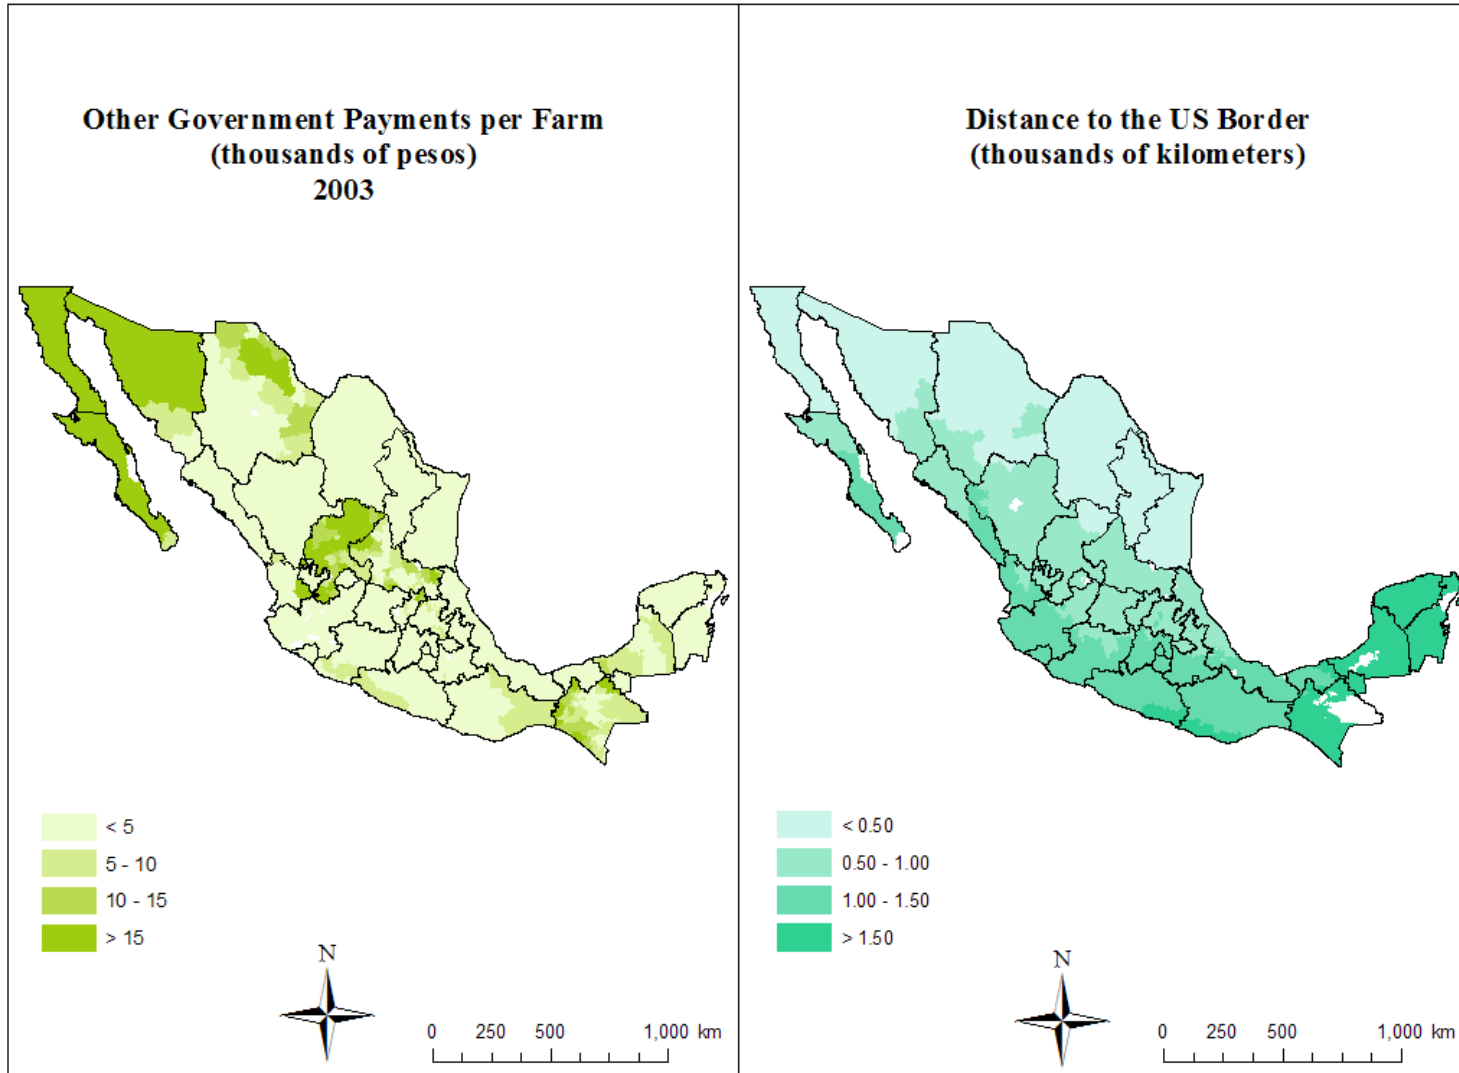 Other Government Payments per Farm
(thousands of pesos)
2003
< 5
5 - 10
10 - 15
> 15
N
0 250 500 1,000 km
Distance to the US Border
(thousands of kilometers)
< 0.50
0.50 - 1.00
1.00 - 1.50
> 1.50
N
0 250 500 1,000 km